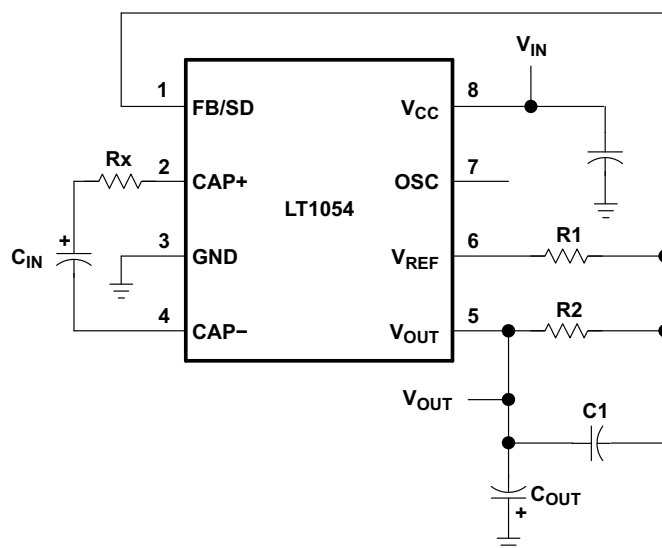 V_IN
1
FB/SD
8
V_CC
Rx
2
CAP+
7
OSC
LT1054
R1
3
GND
6
V_REF
+
C_IN
R2
4
CAP−
5
V_OUT
V_OUT
C1
C_OUT
+